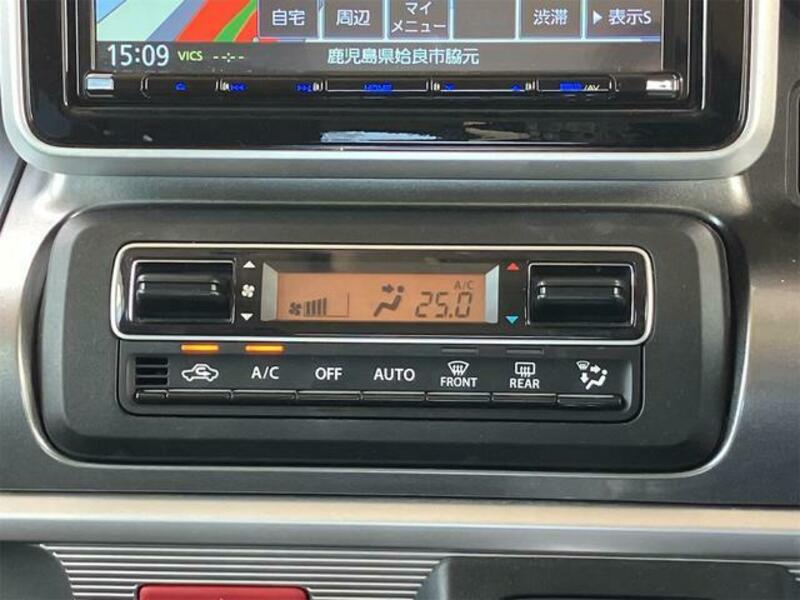 自宅 周辺 マイメニュー 渋滞 ▶表示S
15:09 VICS --:-- 鹿児島県姶良市脇元
HOME /AV
A/C
25.0
A/C OFF AUTO FRONT REAR